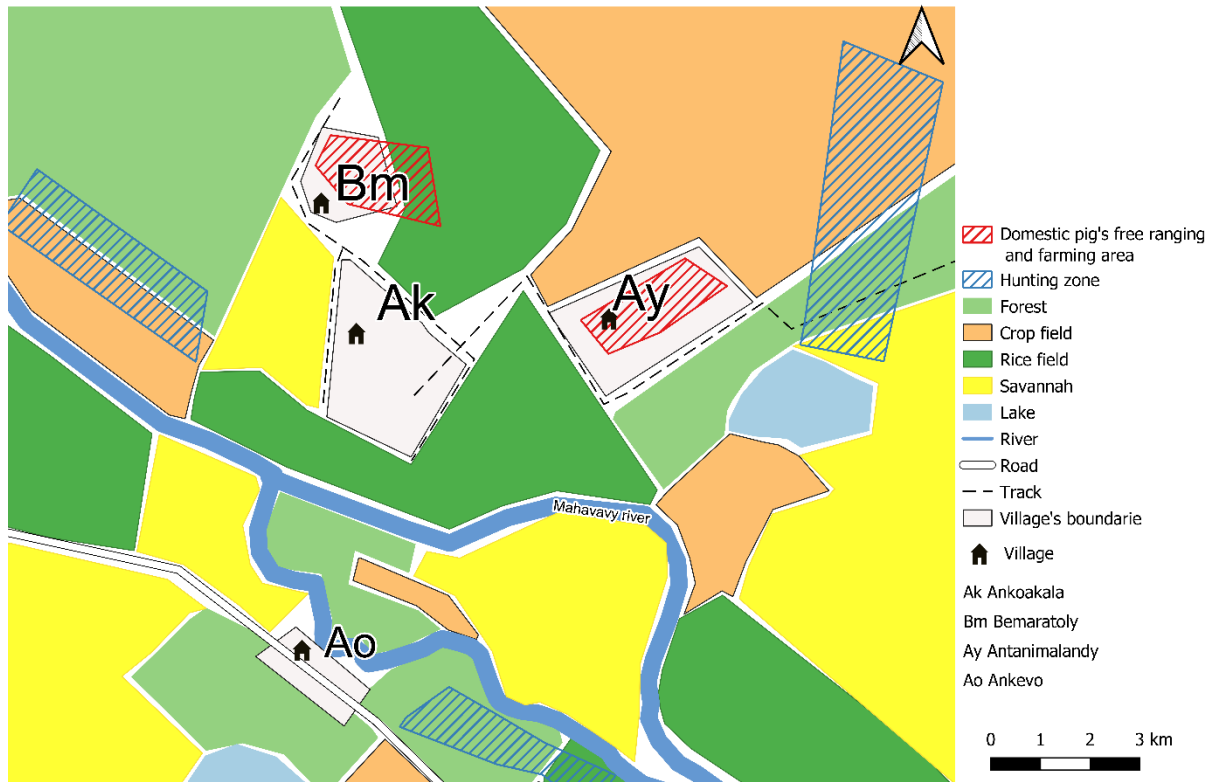 Bm
Ak
Ay
Mahavavy river
Ao
Domestic pig's free ranging
and farming area
Hunting zone
Forest
Crop field
Rice field
Savannah
Lake
River
Road
Track
Village's boundarie
Village
Ak Ankoakala
Bm Bemaratoly
Ay Antanimalandy
Ao Ankevo
0 1 2 3 km